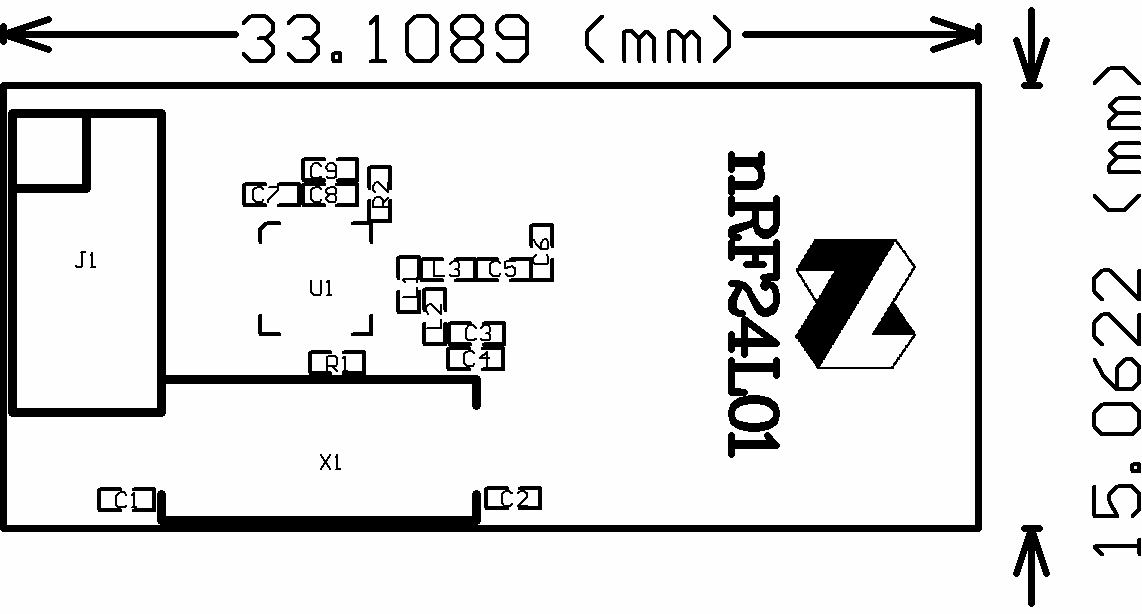 33.1089 (mm)
15.0622 (mm)
C9
C7 C8 R2
J1
U1
L1 L3 C5 C6
L2
C3
C4
R1
nRF24L01
X1
C1
C2